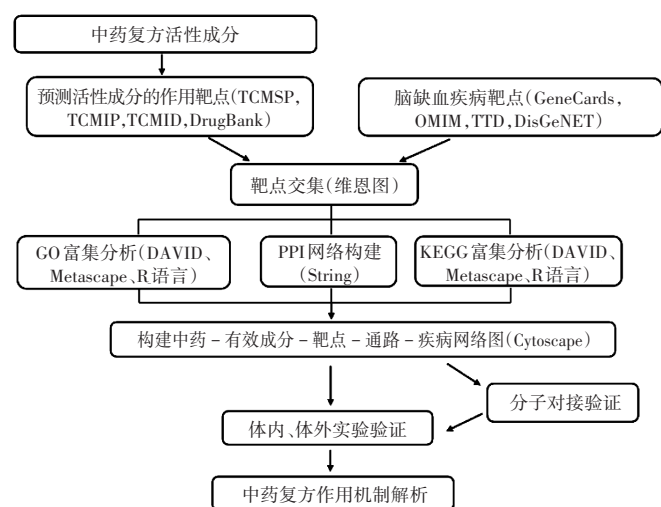 中药复方活性成分
预测活性成分的作用靶点(TCMSP,
TCMIP,TCMID,DrugBank)
脑缺血疾病靶点(GeneCards,
OMIM,TTD,DisGeNET)
靶点交集(维恩图)
GO富集分析(DAVID、
Metascape、R语言)
PPI网络构建
(String)
KEGG富集分析(DAVID、
Metascape、R语言)
构建中药-有效成分-靶点-通路-疾病网络图(Cytoscape)
分子对接验证
体内、体外实验验证
中药复方作用机制解析